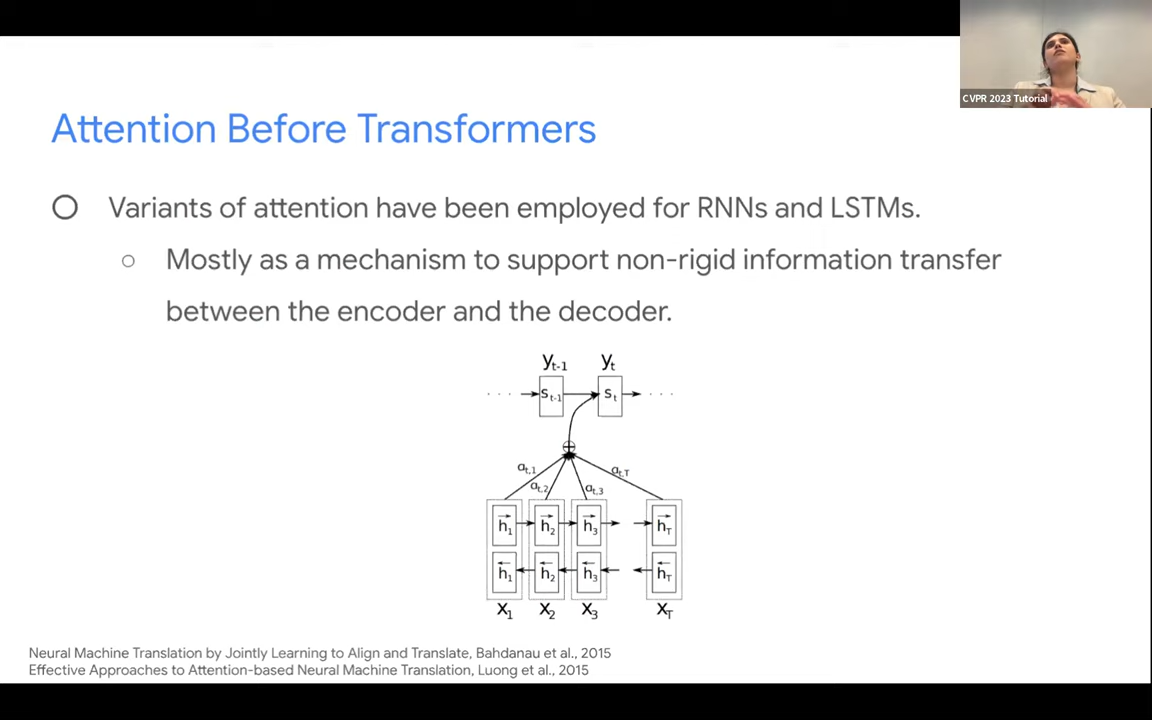 CVPR 2023 Tutorial
Attention Before Transformers
Variants of attention have been employed for RNNs and LSTMs.
Mostly as a mechanism to support non-rigid information transfer
between the encoder and the decoder.
yt-1 yt
st-1 st
at,1 at,2 at,3 at,T
h1 h2 h3 hT
h1 h2 h3 hT
X1 X2 X3 XT
Neural Machine Translation by Jointly Learning to Align and Translate, Bahdanau et al., 2015
Effective Approaches to Attention-based Neural Machine Translation, Luong et al., 2015